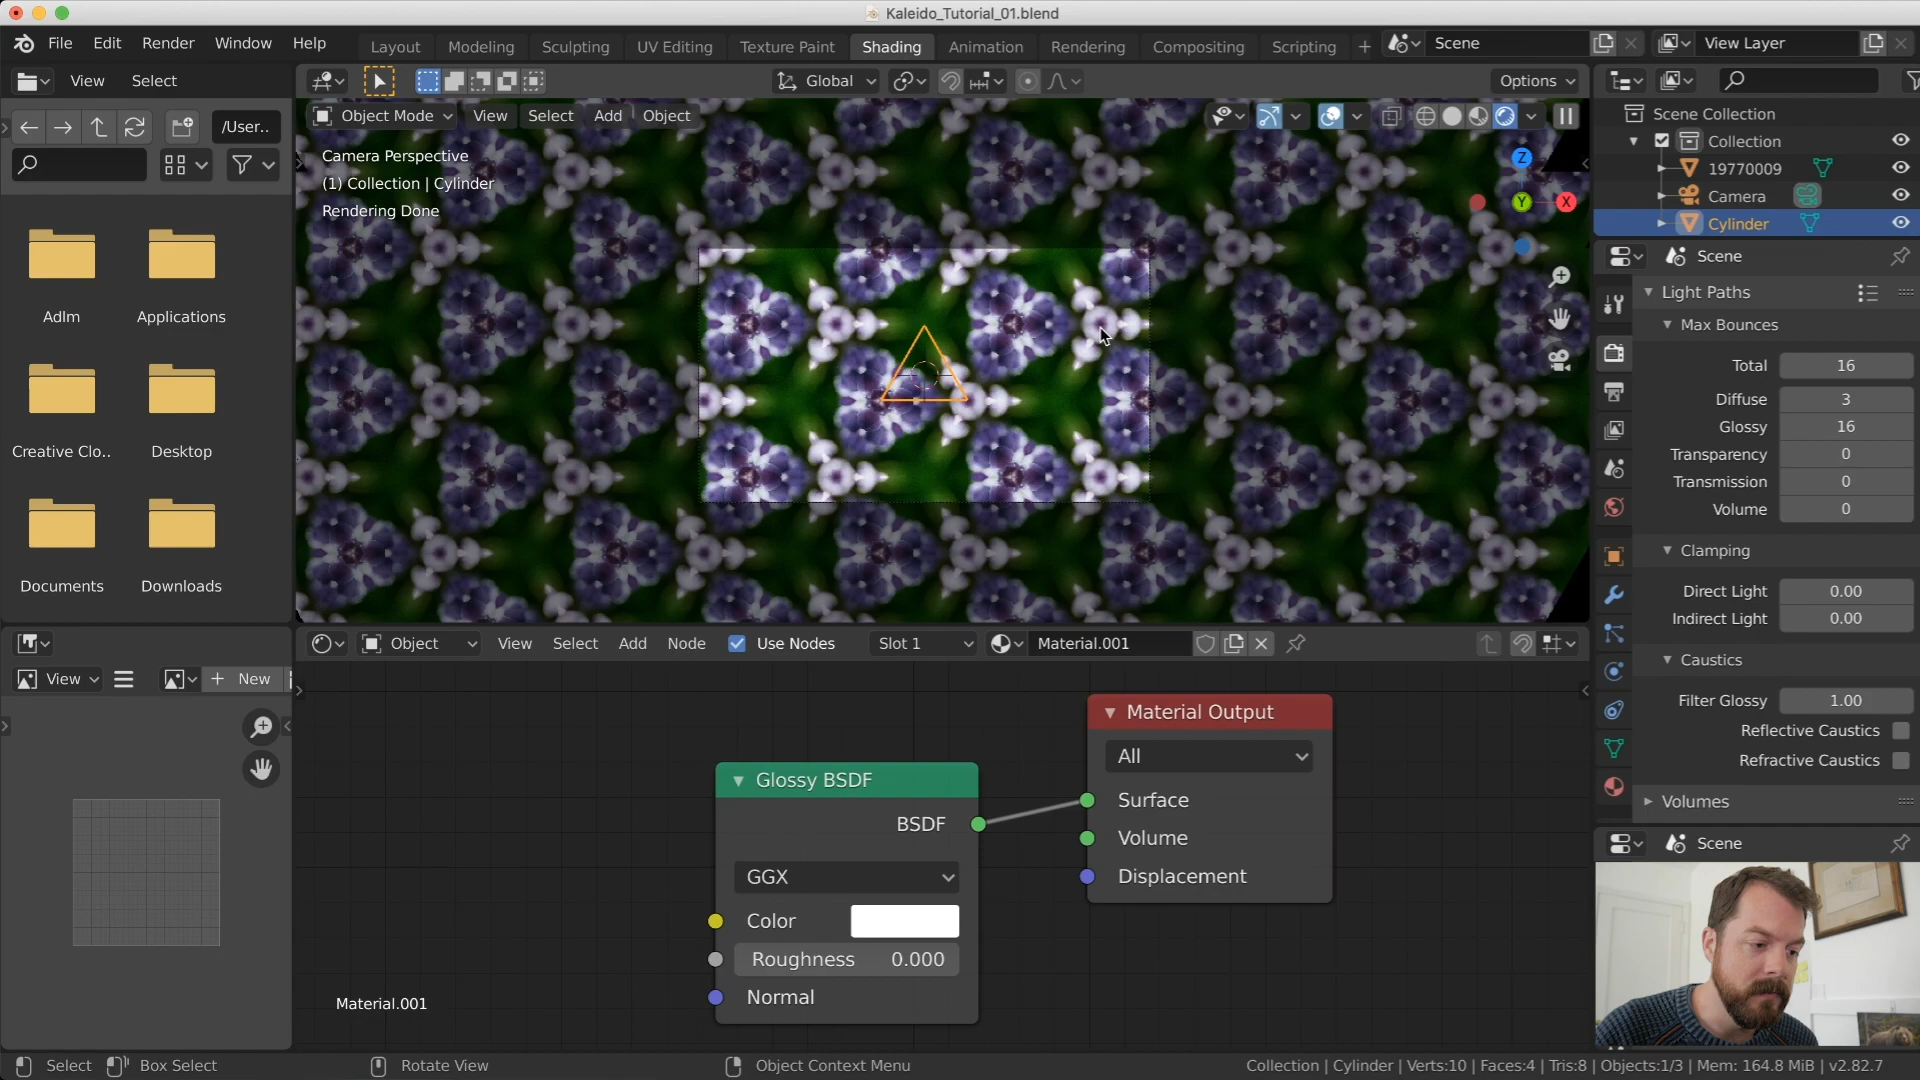 Kaleido_Tutorial_01.blend
File Edit Render Window Help
Layout Modeling Sculpting UV Editing Texture Paint Shading Animation Rendering Compositing Scripting +
Scene
View Layer
View Select
Global
Options
/User..
Object Mode View Select Add Object
Camera Perspective
(1) Collection | Cylinder
Rendering Done
Z
Y
X
Adlm
Applications
Creative Clo..
Desktop
Documents
Downloads
Scene Collection
Collection
19770009
Camera
Cylinder
Scene
Light Paths
Max Bounces
Total 16
Diffuse 3
Glossy 16
Transparency 0
Transmission 0
Volume 0
Clamping
Direct Light 0.00
Indirect Light 0.00
Caustics
Filter Glossy 1.00
Reflective Caustics
Refractive Caustics
Volumes
Scene
View
+ New
Object View Select Add Node Use Nodes Slot 1 Material.001
Glossy BSDF
BSDF
GGX
Color
Roughness 0.000
Normal
Material Output
All
Surface
Volume
Displacement
Material.001
Select Box Select Rotate View Object Context Menu
Collection | Cylinder | Verts:10 | Faces:4 | Tris:8 | Objects:1/3 | Mem: 164.8 MiB | v2.82.7